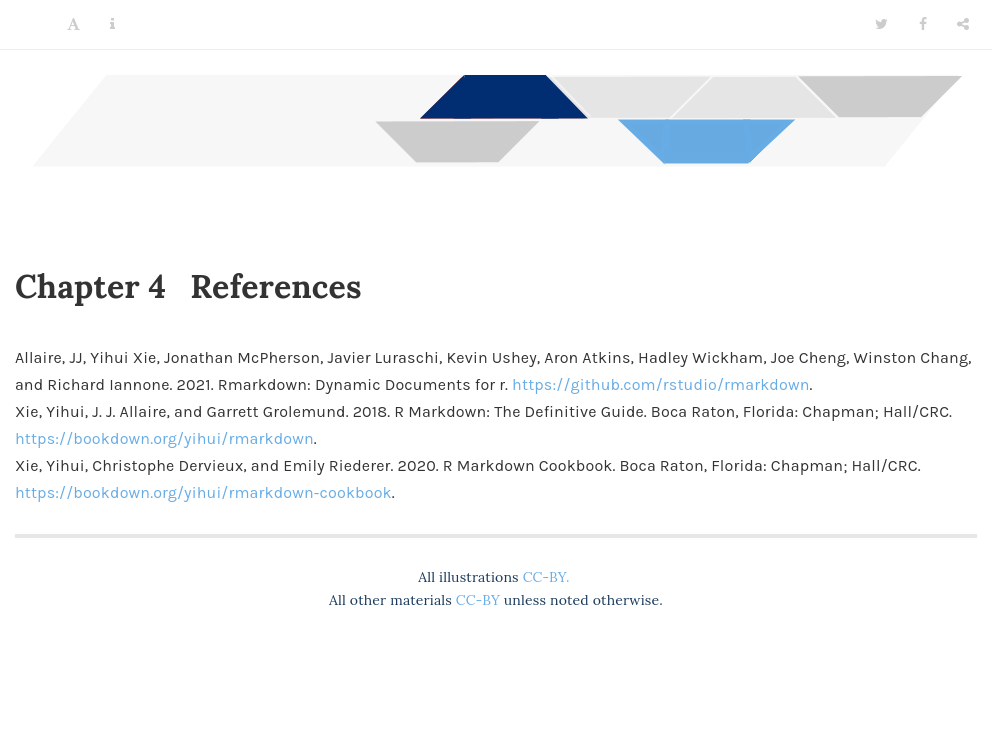 Chapter 4 References
Allaire, JJ, Yihui Xie, Jonathan McPherson, Javier Luraschi, Kevin Ushey, Aron Atkins, Hadley Wickham, Joe Cheng, Winston Chang,
and Richard Iannone. 2021. Rmarkdown: Dynamic Documents for r. https://github.com/rstudio/rmarkdown.
Xie, Yihui, J. J. Allaire, and Garrett Grolemund. 2018. R Markdown: The Definitive Guide. Boca Raton, Florida: Chapman; Hall/CRC.
https://bookdown.org/yihui/rmarkdown.
Xie, Yihui, Christophe Dervieux, and Emily Riederer. 2020. R Markdown Cookbook. Boca Raton, Florida: Chapman; Hall/CRC.
https://bookdown.org/yihui/rmarkdown-cookbook.
All illustrations CC-BY.
All other materials CC-BY unless noted otherwise.